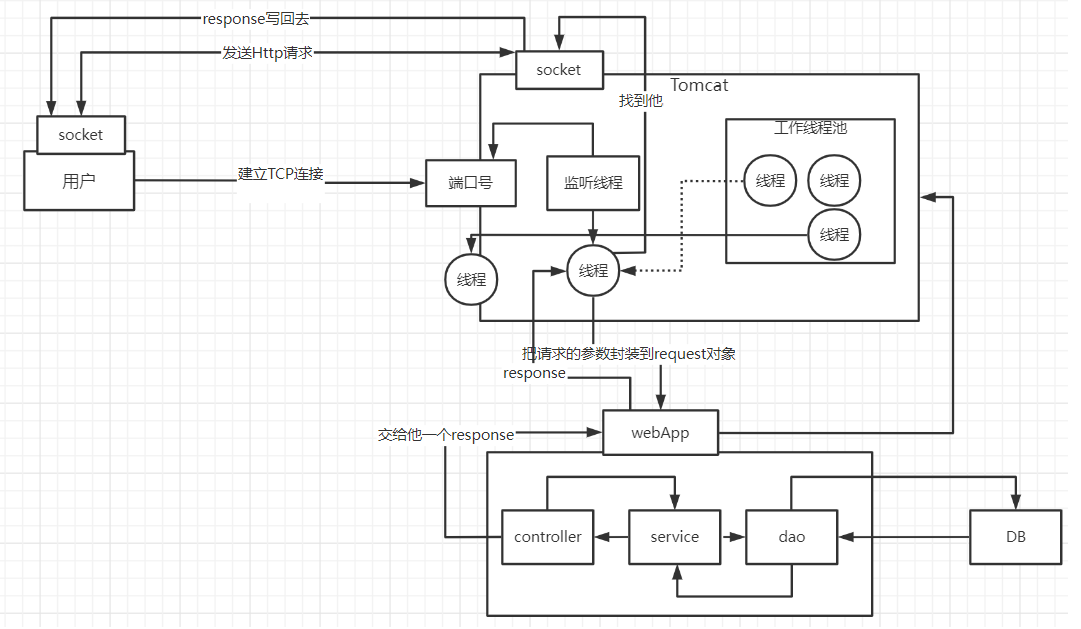 response写回去
发送Http请求
socket
Tomcat
找到他
工作线程池
socket
用户
建立TCP连接
端口号
监听线程
线程
线程
线程
线程
线程
把请求的参数封装到request对象
response
交给他一个response
webApp
controller
service
dao
DB